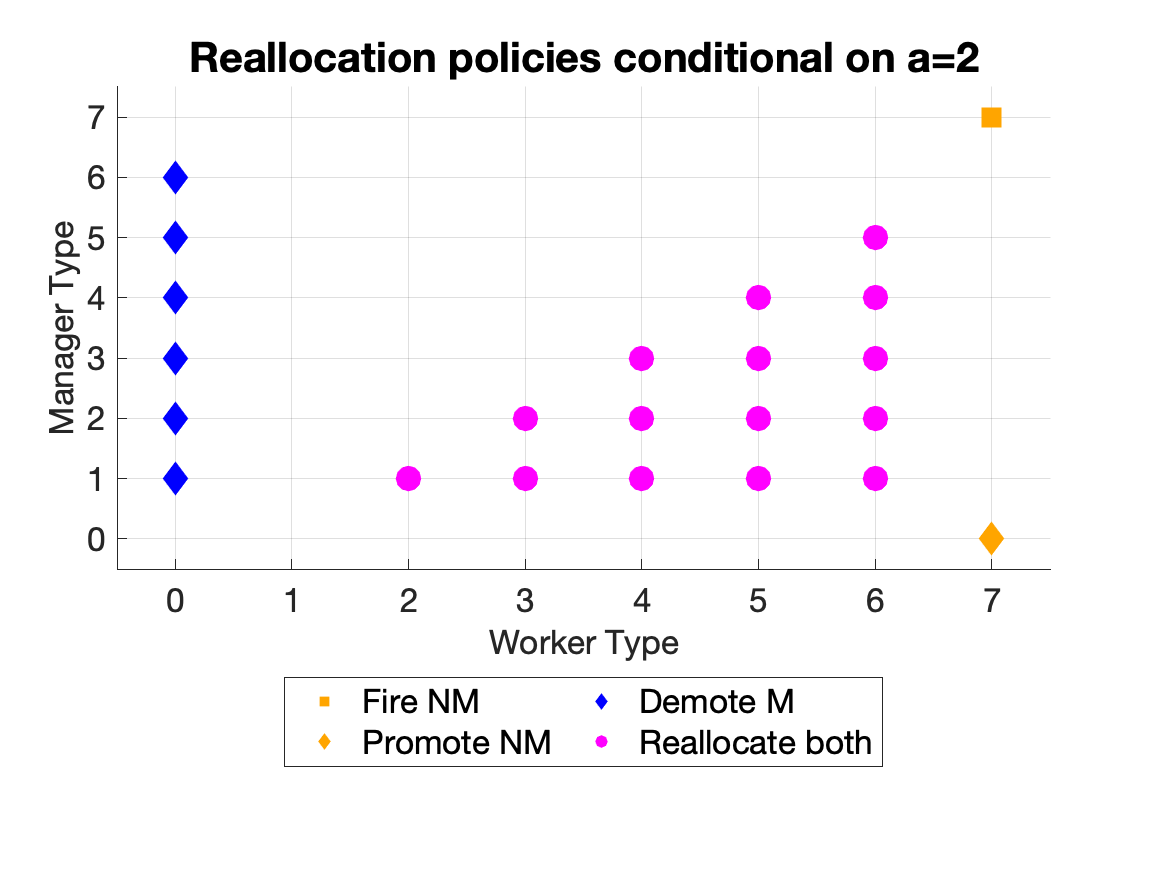 Reallocation policies conditional on a=2
Manager Type
7
6
5
4
3
2
1
0
0 1 2 3 4 5 6 7
Worker Type
Fire NM Demote M
Promote NM Reallocate both